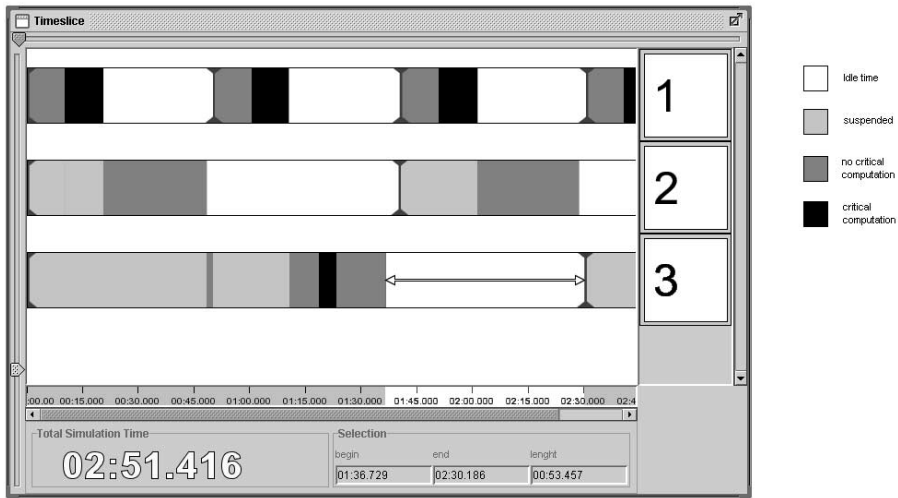 Timeslice
1
Idle time
suspended
2
no critical
computation
critical
computation
3
:00.00 00:15.000 00:30.000 00:45.000 01:00.000 01:15.000 01:30.000 01:45.000 02:00.000 02:15.000 02:30.000 02:4
Total Simulation Time
02:51.416
Selection
begin end lenght
01:36.729 02:30.186 00:53.457